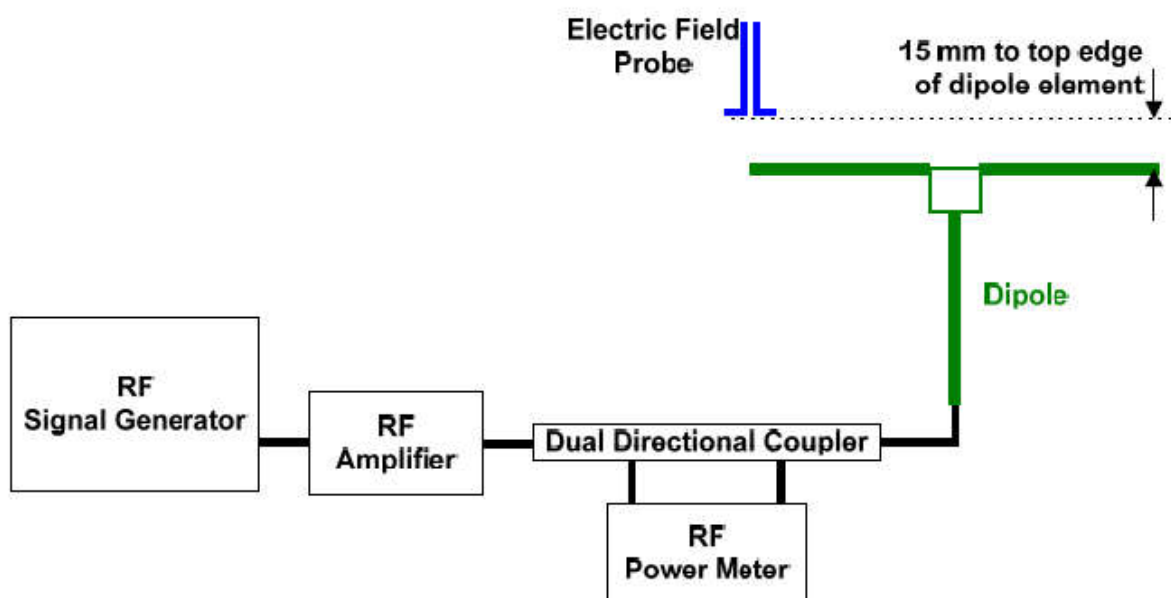 Electric Field
Probe
15 mm to top edge
of dipole element
Dipole
RF
Signal Generator
RF
Amplifier
Dual Directional Coupler
RF
Power Meter